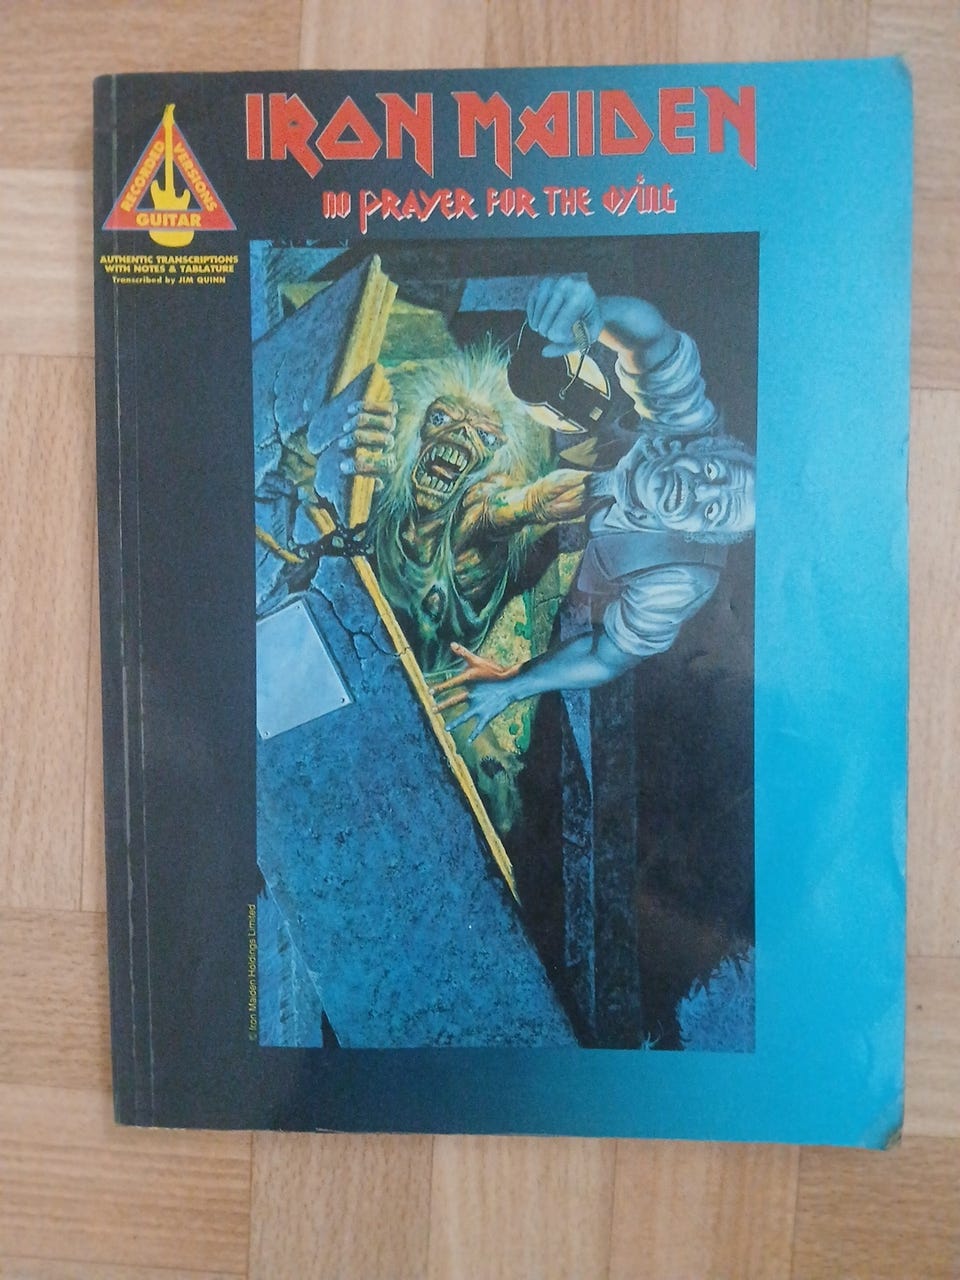 IRON MAIDEN
NO PRAYER FOR THE DYING
RECORDED VERSIONS
GUITAR
AUTHENTIC TRANSCRIPTIONS
WITH NOTES & TABLATURE
Transcribed by JIM QUINN
© Iron Maiden Holdings Limited